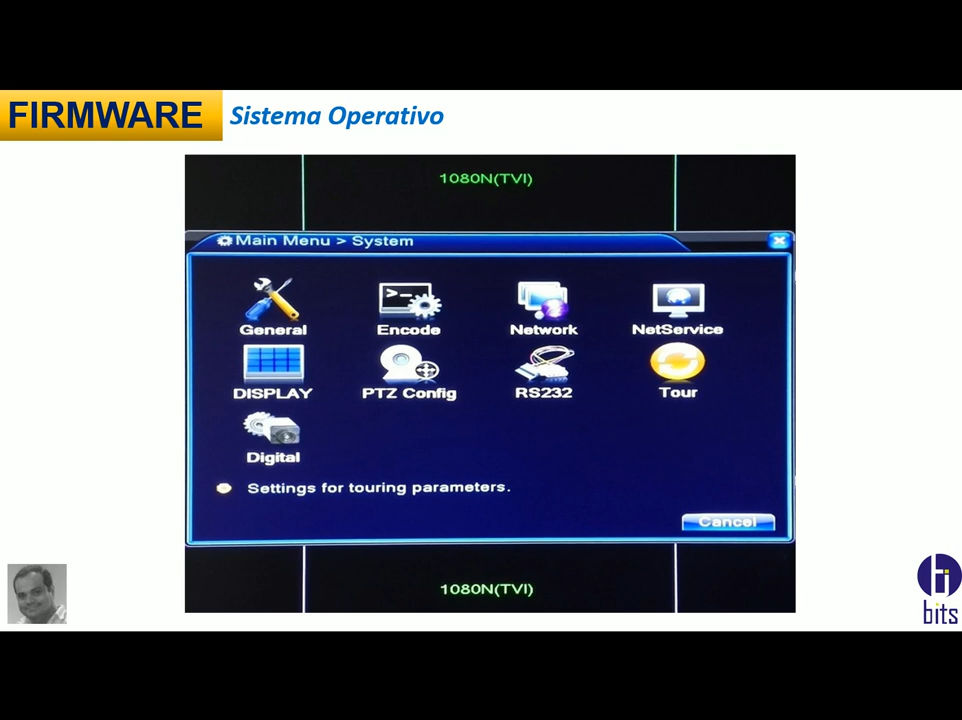 FIRMWARE Sistema Operativo
1080N(TVI)
Main Menu > System
General Encode Network NetService
DISPLAY PTZ Config RS232 Tour
Digital
Settings for touring parameters.
Cancel
1080N(TVI)
bits